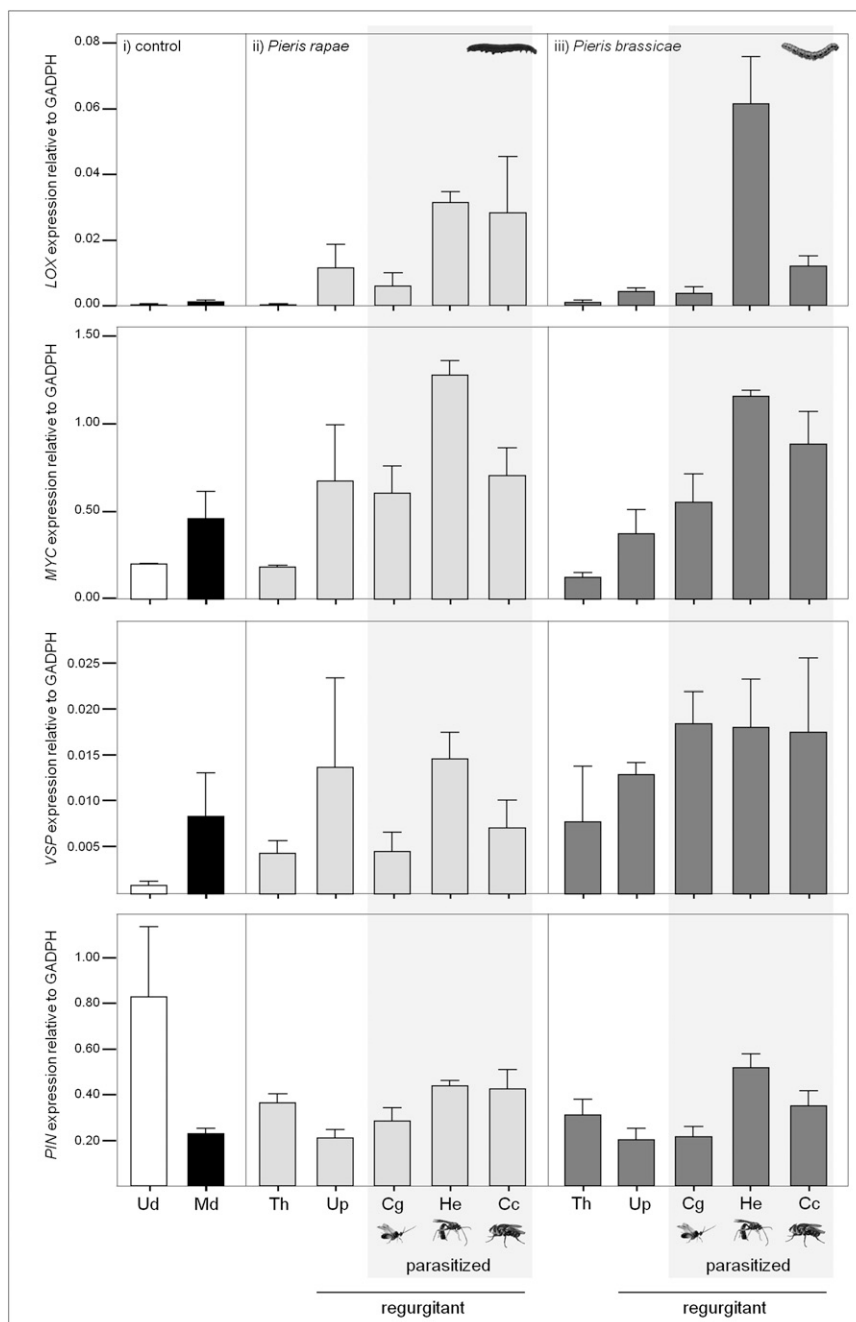 i) control
ii) Pieris rapae
iii) Pieris brassicae
LOX expression relative to GADPH
0.08
0.06
0.04
0.02
0.00
MYC expression relative to GADPH
1.50
1.00
0.50
0.00
VSP expression relative to GADPH
0.025
0.020
0.015
0.010
0.005
PIN expression relative to GADPH
1.00
0.80
0.60
0.40
0.20
Ud Md Th Up Cg He Cc Th Up Cg He Cc
parasitized parasitized
regurgitant regurgitant